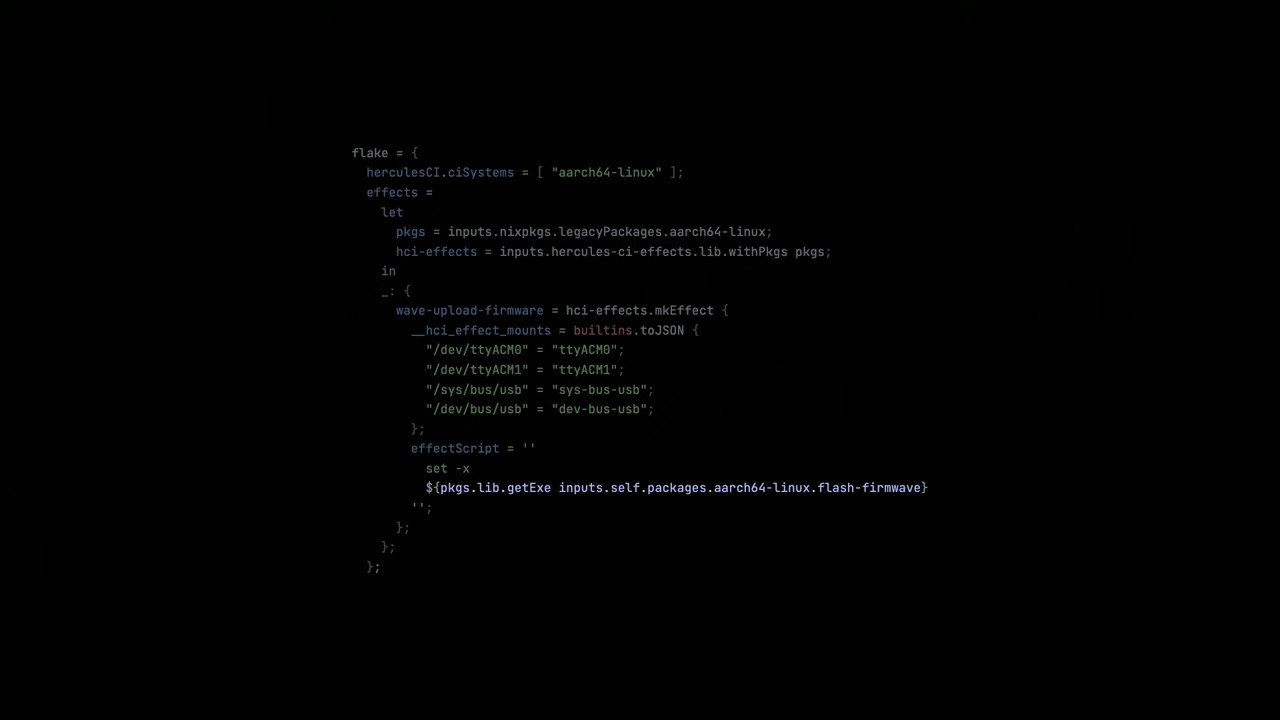 flake = {
herculesCI.ciSystems = [ "aarch64-linux" ];
effects =
let
pkgs = inputs.nixpkgs.legacyPackages.aarch64-linux;
hci-effects = inputs.hercules-ci-effects.lib.withPkgs pkgs;
in
_: {
wave-upload-firmware = hci-effects.mkEffect {
__hci_effect_mounts = builtins.toJSON {
"/dev/ttyACM0" = "ttyACM0";
"/dev/ttyACM1" = "ttyACM1";
"/sys/bus/usb" = "sys-bus-usb";
"/dev/bus/usb" = "dev-bus-usb";
};
effectScript = ''
set -x
${pkgs.lib.getExe inputs.self.packages.aarch64-linux.flash-firmwave}
'';
};
};
};